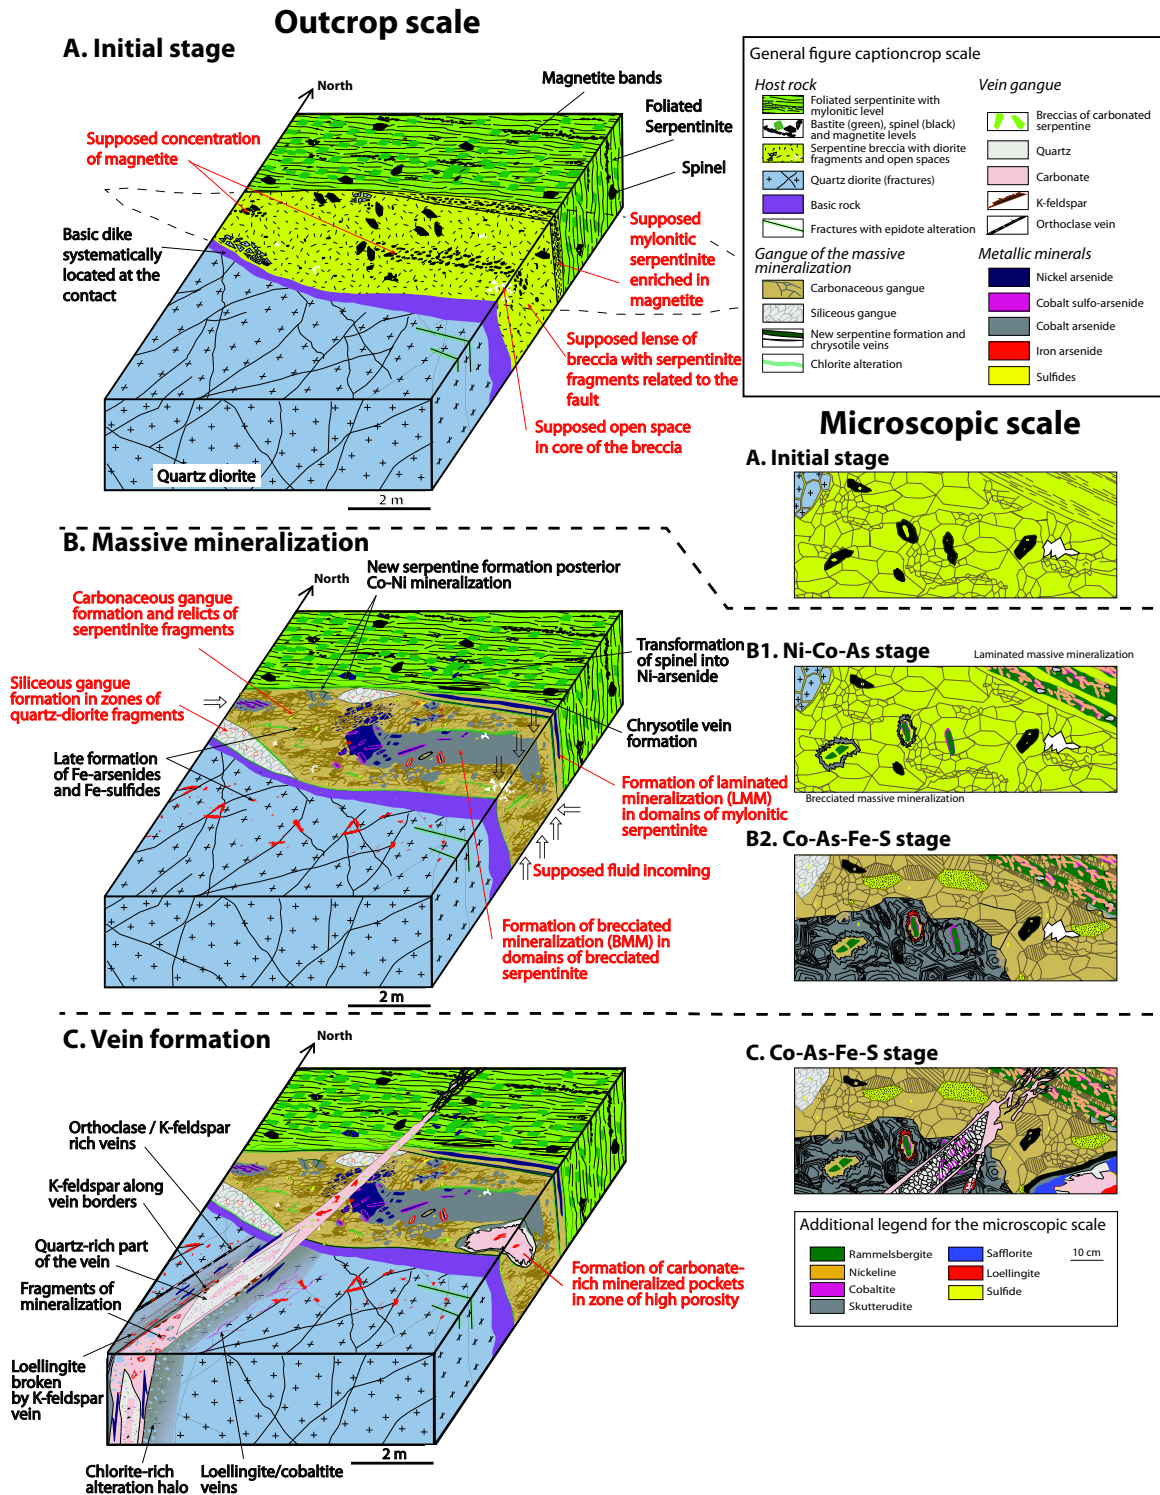 Outcrop scale
A. Initial stage
North
Magnetite bands
Foliated
Serpentinite
Spinel
Supposed concentration
of magnetite
Basic dike
systematically
located at the
contact
Supposed
mylonitic
serpentinite
enriched in
magnetite
Supposed lense of
breccia with serpentinite
fragments related to the
fault
Supposed open space
in core of the breccia
Quartz diorite
2 m
General figure captioncrop scale
Host rock
Foliated serpentinite with
mylonitic level
Bastite (green), spinel (black)
and magnetite levels
Serpentine breccia with diorite
fragments and open spaces
Quartz diorite (fractures)
Basic rock
Fractures with epidote alteration
Gangue of the massive
mineralization
Carbonaceous gangue
Siliceous gangue
New serpentine formation and
chrysotile veins
Chlorite alteration
Vein gangue
Breccias of carbonated
serpentine
Quartz
Carbonate
K-feldspar
Orthoclase vein
Metallic minerals
Nickel arsenide
Cobalt sulfo-arsenide
Cobalt arsenide
Iron arsenide
Sulfides
Microscopic scale
A. Initial stage
B. Massive mineralization
North
New serpentine formation posterior
Co-Ni mineralization
Carbonaceous gangue
formation and relicts of
serpentinite fragments
Siliceous gangue
formation in zones of
quartz-diorite fragments
Late formation
of Fe-arsenides
and Fe-sulfides
Transformation
of spinel into
Ni-arsenide
Chrysotile vein
formation
Formation of laminated
mineralization (LMM)
in domains of mylonitic
serpentinite
Supposed fluid incoming
Formation of brecciated
mineralization (BMM) in
domains of brecciated
serpentinite
2 m
B1. Ni-Co-As stage
Laminated massive mineralization
Brecciated massive mineralization
B2. Co-As-Fe-S stage
C. Vein formation
North
Orthoclase / K-feldspar
rich veins
K-feldspar along
vein borders
Quartz-rich part
of the vein
Fragments of
mineralization
Loellingite
broken
by K-feldspar
vein
Chlorite-rich
alteration halo
Loellingite/cobaltite
veins
Formation of carbonate-
rich mineralized pockets
in zone of high porosity
2 m
C. Co-As-Fe-S stage
Additional legend for the microscopic scale
Rammelsbergite
Nickeline
Cobaltite
Skutterudite
Safflorite
Loellingite
Sulfide
10 cm